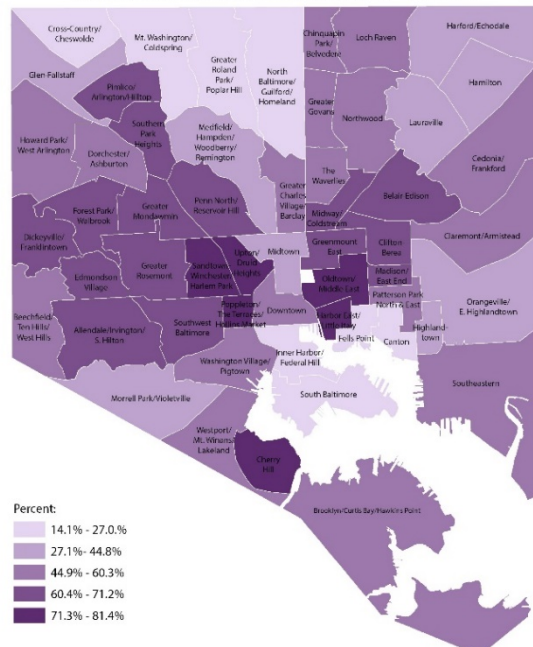 Cross-Country/
Cheswolde
Mt. Washington/
Coldspring
Greater
Roland
Park/
Poplar Hill
North
Baltimore/
Guilford/
Homeland
Chinquapin
Park/
Belvedere
Loch Raven
Harford/Echodale
Glen-Fallstaff
Pimlico/
Arlington/Hilltop
Hamilton
Greater
Govans
Northwood
Lauraville
Southern
Park
Heights
Medfield/
Hampden/
Woodberry/
Remington
Howard Park/
West Arlington
Dorchester/
Ashburton
Cedonia/
Frankford
The
Waverlies
Belair Edison
Greater
Charles
Village/
Barclay
Penn North/
Reservoir Hill
Forest Park/
Walbrook
Greater
Mondawmin
Midway/
Coldstream
Claremont/Armistead
Dickeyville/
Franklintown
Greenmount
East
Clifton
Berea
Upton/
Druid
Heights
Midtown
Greater
Rosemont
Sandtown
Winchester
Harlem Park
Oldtown/
Middle East
Madison/
East End
Edmondson
Village
Patterson Park
North & East
Orangeville/
E. Highlandtown
Beechfield/
Ten Hills/
West Hills
Allendale/Irvington/
S. Hilton
Southwest
Baltimore
Poppleton/
The Terraces/
Hollins Market
Downtown
Harbor East/
Little Italy
Fells Point
Canton
Highland-
town
Inner Harbor/
Federal Hill
Washington Village/
Pigtown
Southeastern
South Baltimore
Morrell Park/Violetville
Westport/
Mt. Winans/
Lakeland
Cherry
Hill
Brooklyn/Curtis Bay/Hawkins Point
Percent:
14.1% - 27.0.%
27.1% - 44.8%
44.9% - 60.3%
60.4% - 71.2%
71.3% - 81.4%